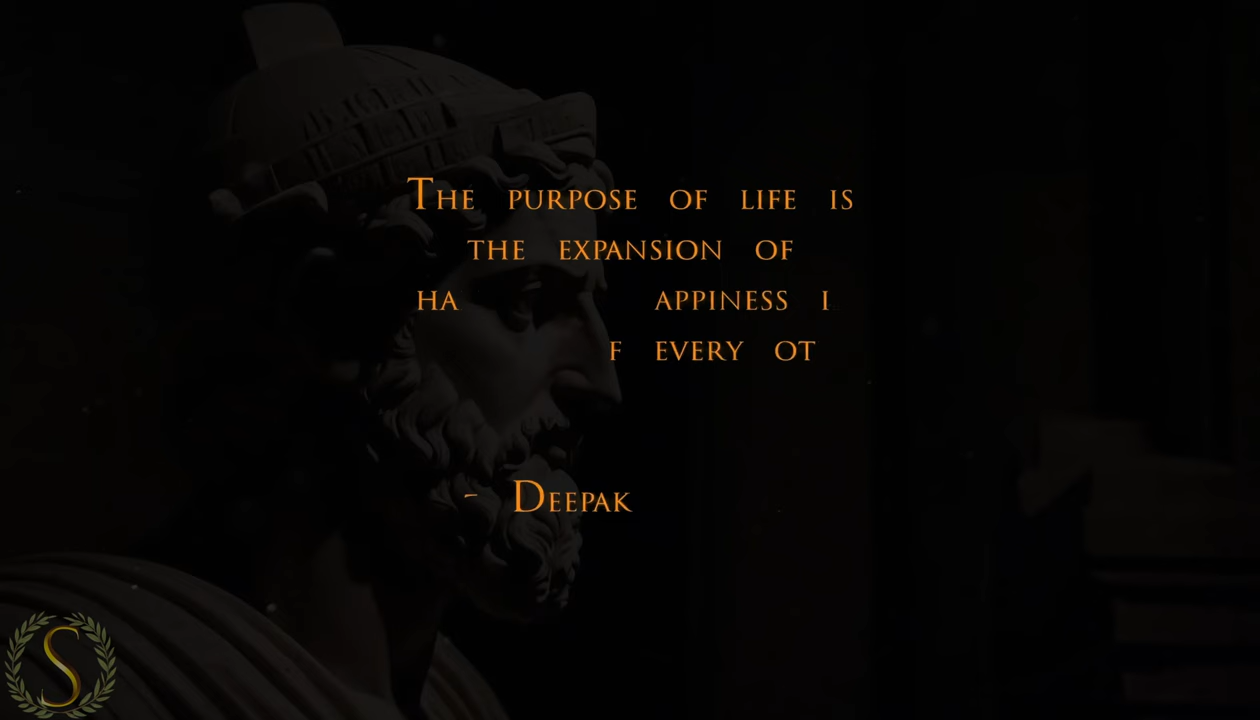 The purpose of life is
the expansion of
ha appiness i
f every ot
- Deepak
S